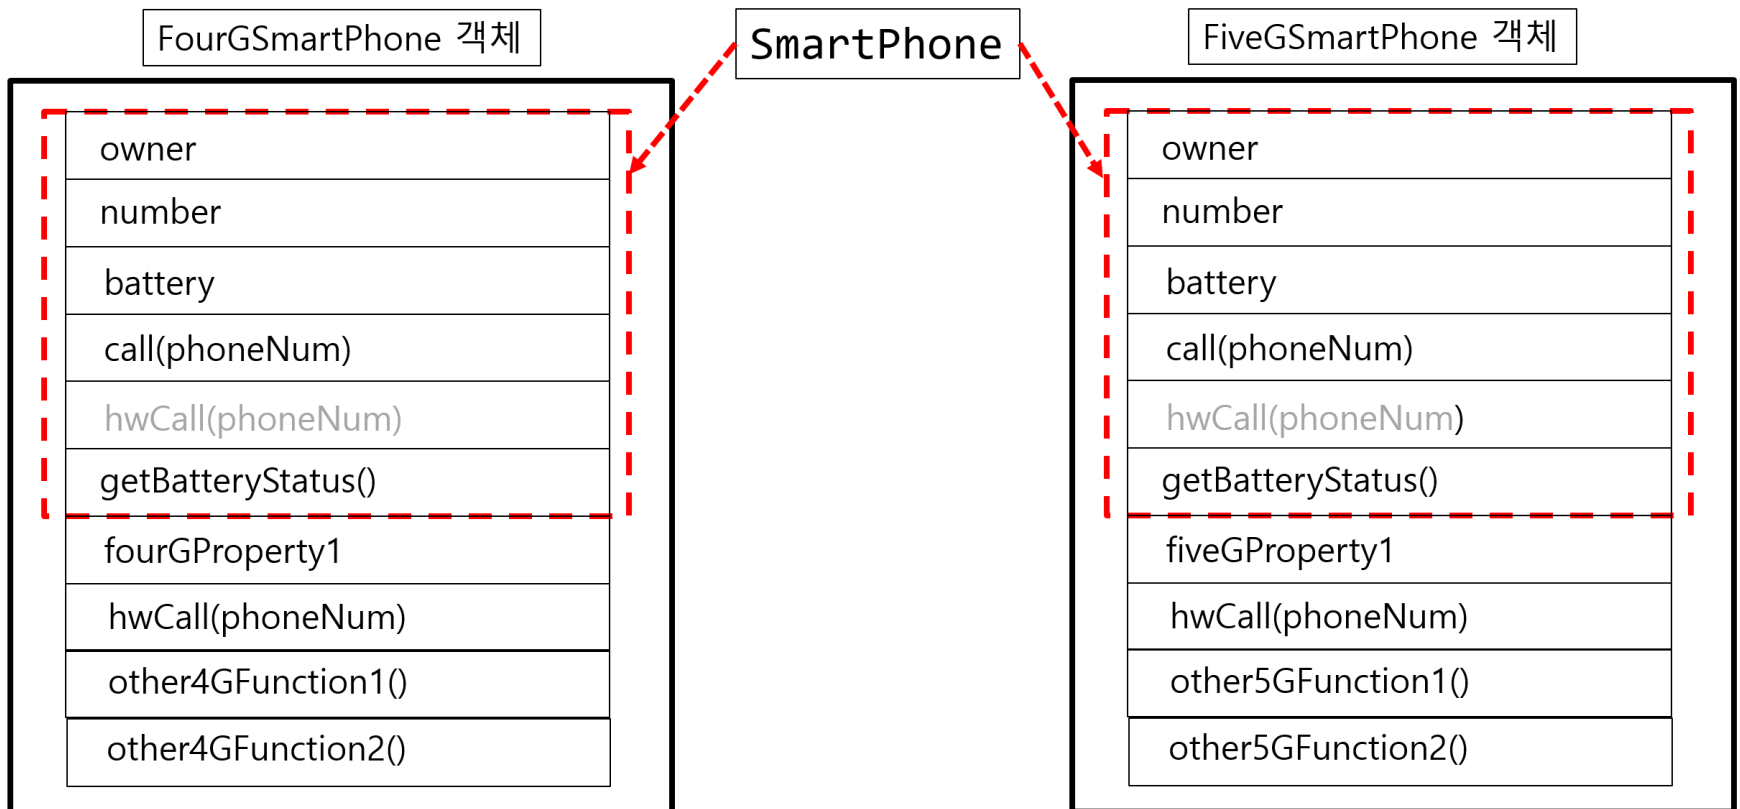 FourGSmartPhone 객체
SmartPhone
FiveGSmartPhone 객체
owner
number
battery
call(phoneNum)
hwCall(phoneNum)
getBatteryStatus()
fourGProperty1
hwCall(phoneNum)
other4GFunction1()
other4GFunction2()
owner
number
battery
call(phoneNum)
hwCall(phoneNum)
getBatteryStatus()
fiveGProperty1
hwCall(phoneNum)
other5GFunction1()
other5GFunction2()